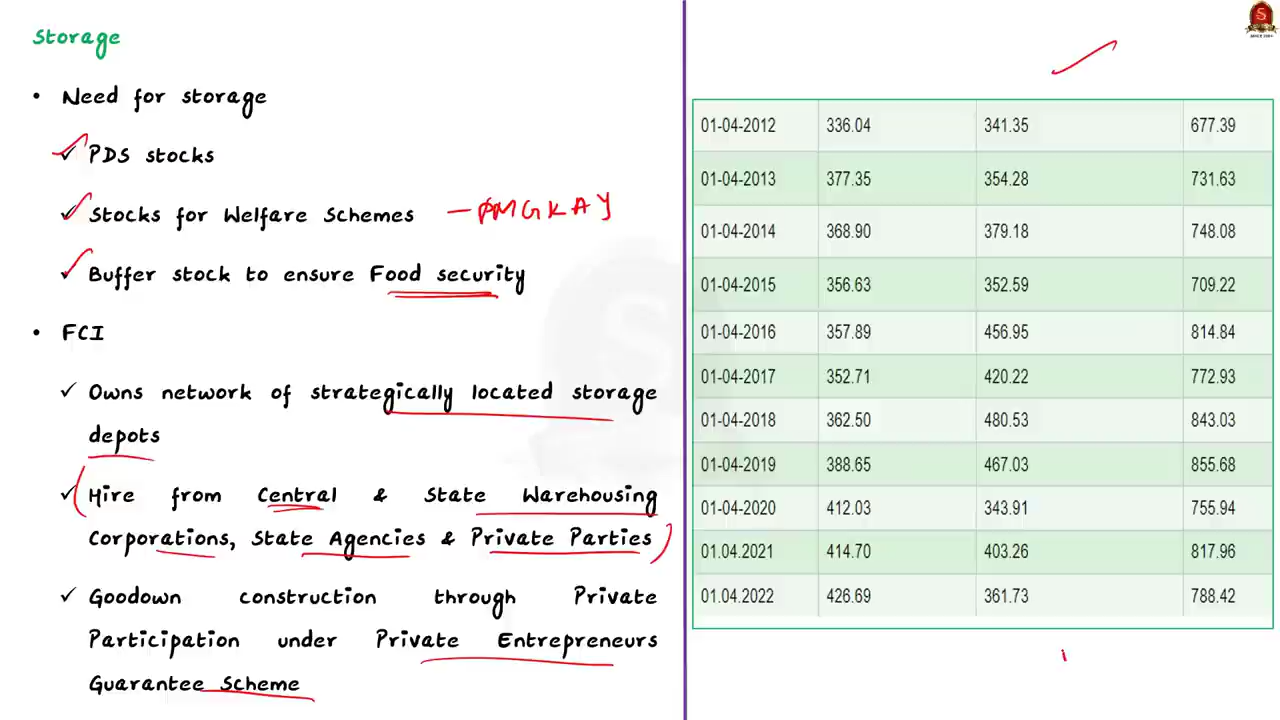 Storage
• Need for storage
✓ PDS stocks
✓ Stocks for Welfare Schemes – PMGKAY
✓ Buffer stock to ensure Food security
• FCI
✓ Owns network of strategically located storage
depots
✓ Hire from Central & State Warehousing
Corporations, State Agencies & Private Parties
✓ Goodown construction through Private
Participation under Private Entrepreneurs
Guarantee Scheme
01-04-2012 336.04 341.35 677.39
01-04-2013 377.35 354.28 731.63
01-04-2014 368.90 379.18 748.08
01-04-2015 356.63 352.59 709.22
01-04-2016 357.89 456.95 814.84
01-04-2017 352.71 420.22 772.93
01-04-2018 362.50 480.53 843.03
01-04-2019 388.65 467.03 855.68
01-04-2020 412.03 343.91 755.94
01.04.2021 414.70 403.26 817.96
01.04.2022 426.69 361.73 788.42